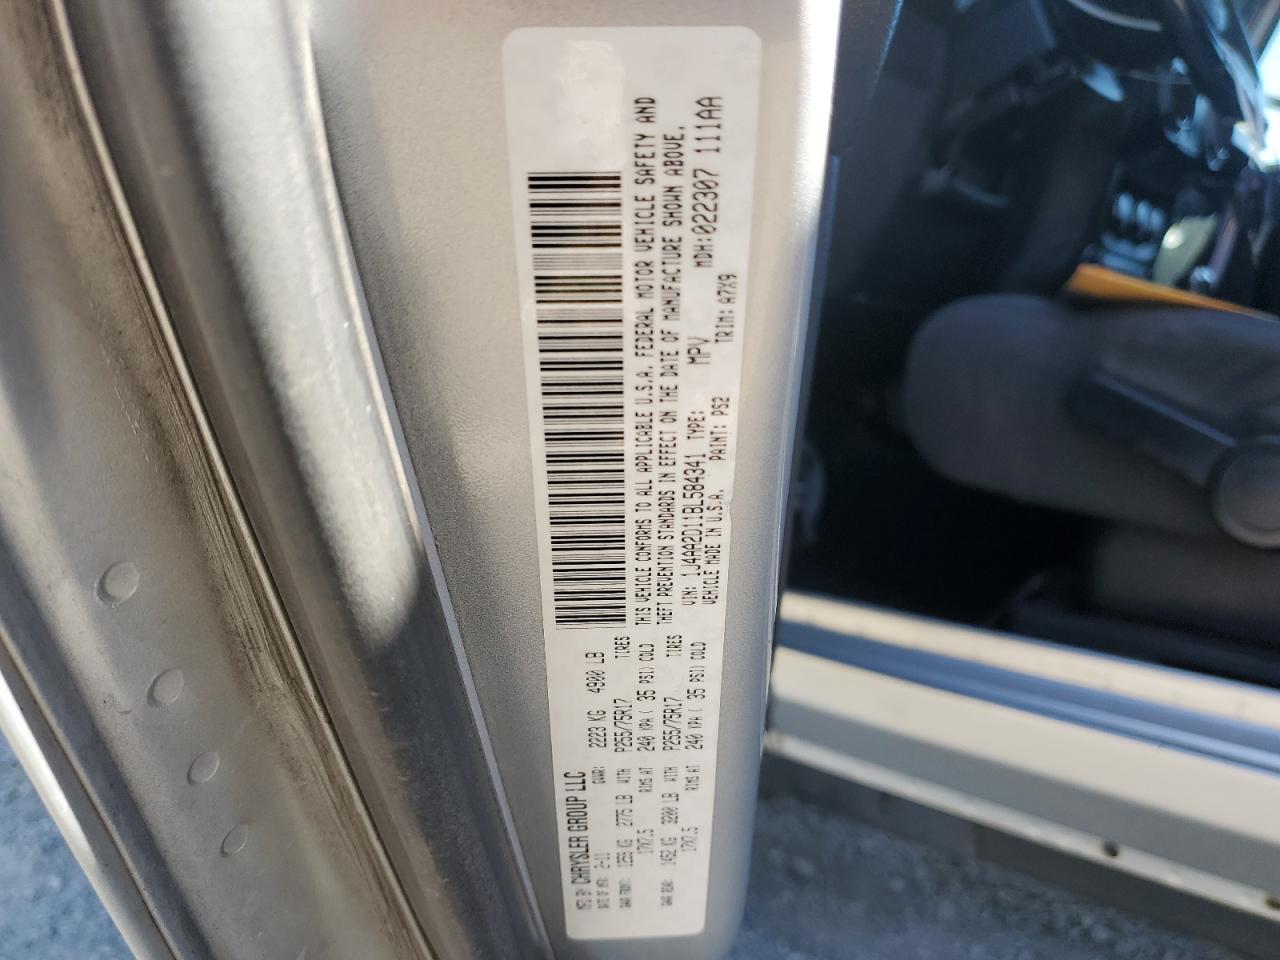 MFD BY: CHRYSLER GROUP LLC
DATE OF MFR: 2-11 GVWR: 2223 KG 4900 LB
GAWR FRONT: 1259 KG 2775 LB WITH P255/75R17 TIRES
17X7.5 RIMS AT 240 KPA ( 35 PSI) COLD
GAWR REAR: 1452 KG 3200 LB WITH P255/75R17 TIRES
17X7.5 RIMS AT 240 KPA ( 35 PSI) COLD
THIS VEHICLE CONFORMS TO ALL APPLICABLE U.S.A. FEDERAL MOTOR VEHICLE SAFETY AND
THEFT PREVENTION STANDARDS IN EFFECT ON THE DATE OF MANUFACTURE SHOWN ABOVE.
VIN: 1J4AA2D11BL584341 TYPE: MPV MDH:022307 111AA
VEHICLE MADE IN U.S.A. PAINT: PS2 TRIM: A7X9